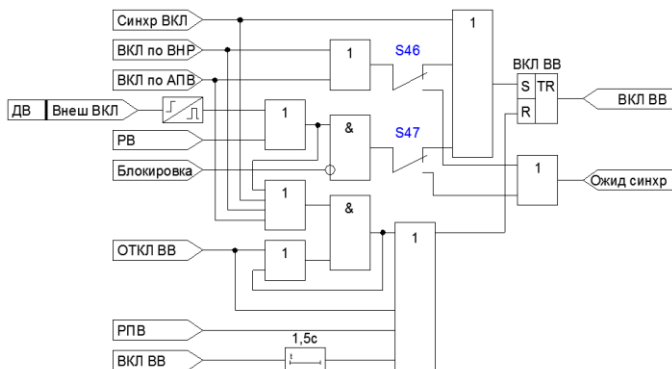 Синхр ВКЛ
1
ВКЛ по ВНР
1
S46
ВКЛ ВВ
ВКЛ по АПВ
S TR
ВКЛ ВВ
ДВ Внеш ВКЛ
R
1
&
S47
РВ
Блокировка
1
Ожид синхр
1
&
ОТКЛ ВВ
1
1
РПВ
1,5с
ВКЛ ВВ
t